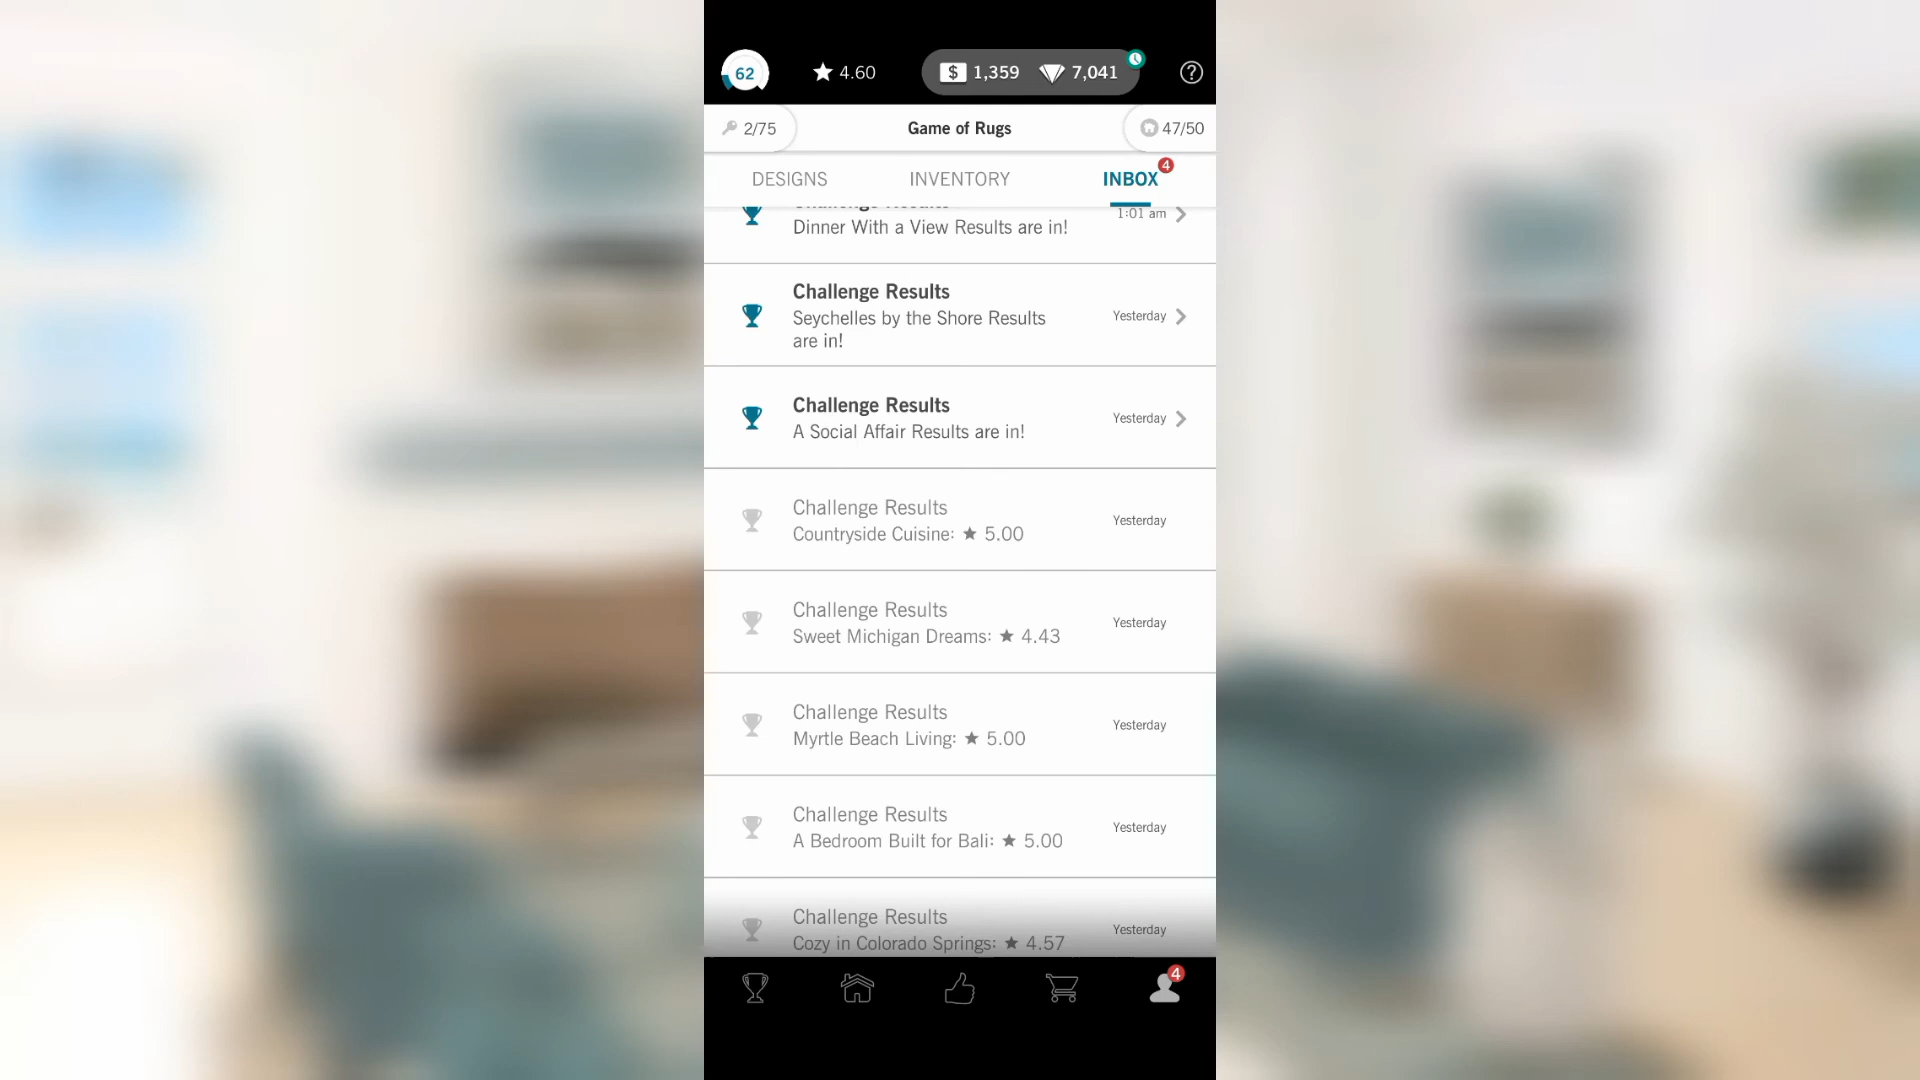 62
4.60
$ 1,359
7,041
?
2/75
Game of Rugs
47/50
DESIGNS
INVENTORY
INBOX
4
Challenge Results
Dinner With a View Results are in!
1:01 am
Challenge Results
Seychelles by the Shore Results
are in!
Yesterday
Challenge Results
A Social Affair Results are in!
Yesterday
Challenge Results
Countryside Cuisine: ★ 5.00
Yesterday
Challenge Results
Sweet Michigan Dreams: ★ 4.43
Yesterday
Challenge Results
Myrtle Beach Living: ★ 5.00
Yesterday
Challenge Results
A Bedroom Built for Bali: ★ 5.00
Yesterday
Challenge Results
Cozy in Colorado Springs: ★ 4.57
Yesterday
4